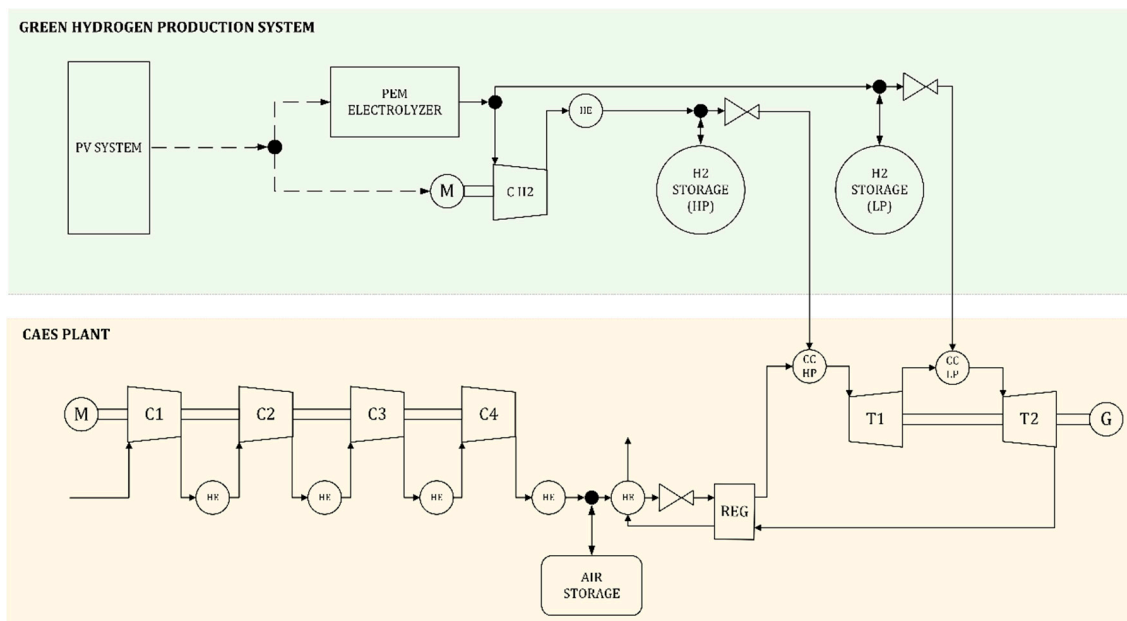 GREEN HYDROGEN PRODUCTION SYSTEM
PV SYSTEM
PEM
ELECTROLYZER
M
C H2
HE
H2
STORAGE
(HP)
H2
STORAGE
(LP)
CAES PLANT
CC
HP
CC
LP
M
C1
C2
C3
C4
T1
T2
G
HE
HE
HE
HE
HE
REG
AIR
STORAGE